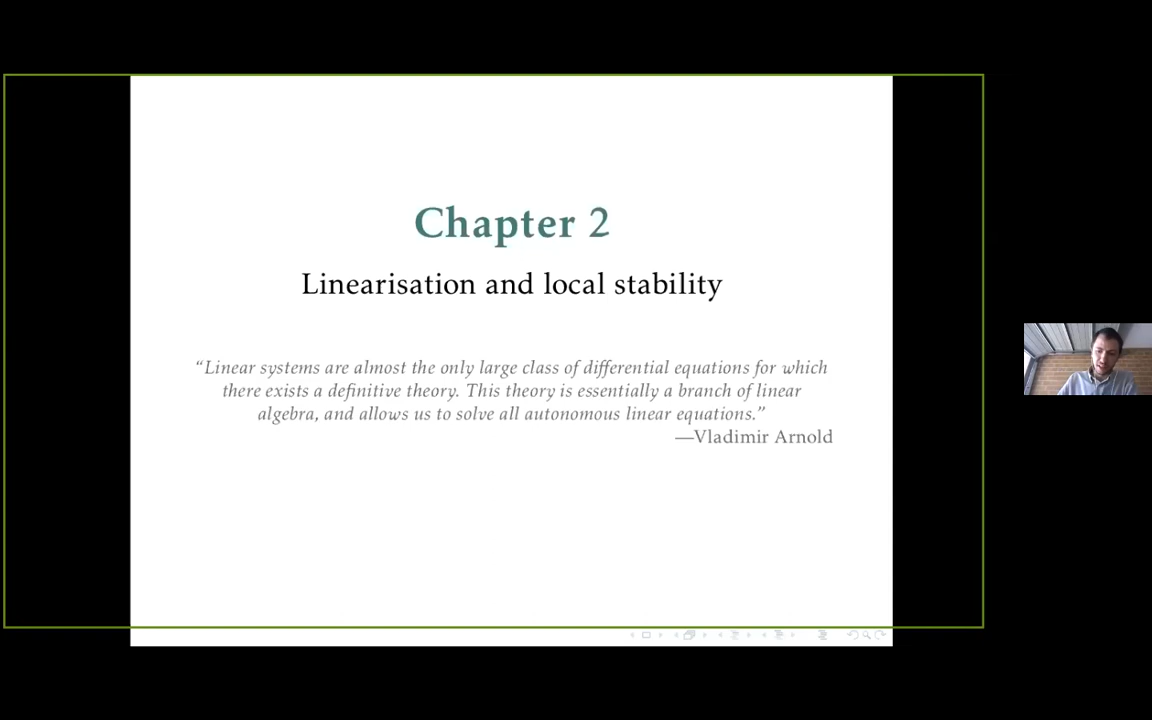 Chapter 2
Linearisation and local stability
“Linear systems are almost the only large class of differential equations for which
there exists a definitive theory. This theory is essentially a branch of linear
algebra, and allows us to solve all autonomous linear equations.”
—Vladimir Arnold